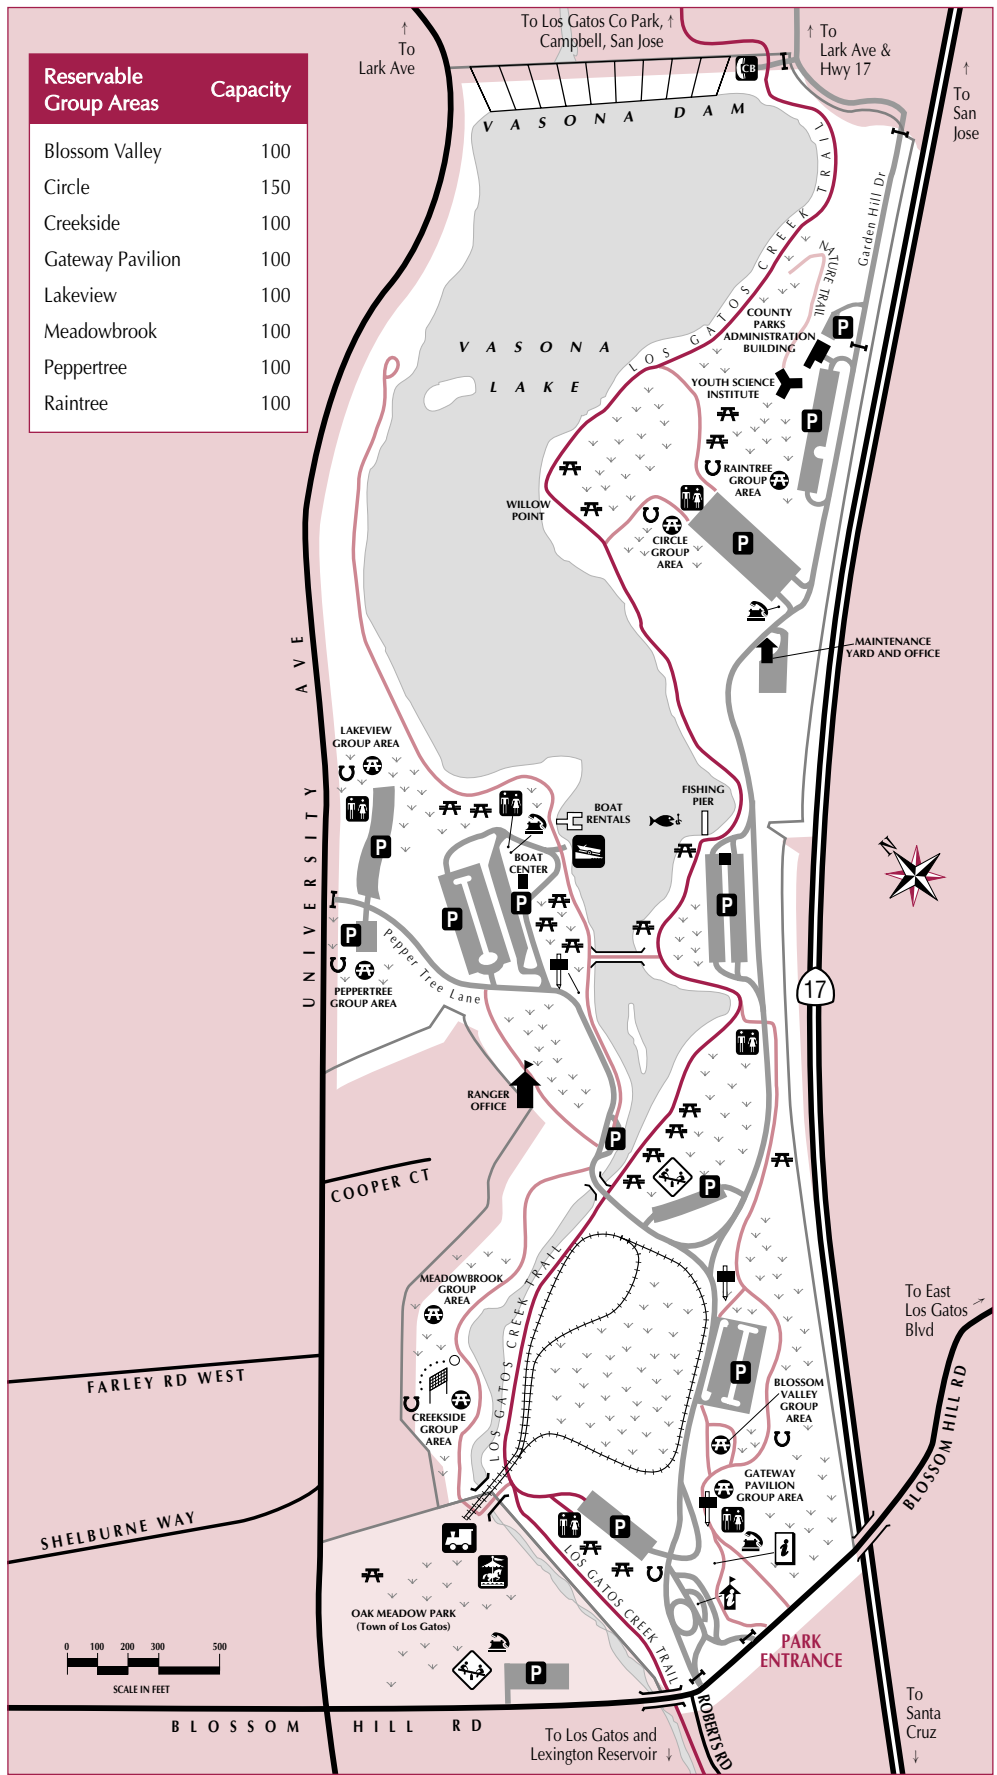 ↑
To
Lark Ave
To Los Gatos Co Park, ↑
Campbell, San Jose
↑ To
Lark Ave &
Hwy 17
↑
To
San
Jose
Reservable
Group Areas Capacity
Blossom Valley 100
Circle 150
Creekside 100
Gateway Pavilion 100
Lakeview 100
Meadowbrook 100
Peppertree 100
Raintree 100
CB
VASONA DAM
LOS GATOS CREEK TRAIL
Garden Hill Dr
NATURE TRAIL
COUNTY
PARKS
ADMINISTRATION
BUILDING
P
VASONA
LAKE
YOUTH SCIENCE
INSTITUTE
P
RAINTREE
GROUP
AREA
WILLOW
POINT
CIRCLE
GROUP
AREA
P
MAINTENANCE
YARD AND OFFICE
UNIVERSITY AVE
LAKEVIEW
GROUP AREA
P
BOAT
RENTALS
FISHING
PIER
BOAT
CENTER
P
P
P
P
N
PEPPERTREE
GROUP AREA
Pepper Tree Lane
17
RANGER
OFFICE
P
COOPER CT
P
MEADOWBROOK
GROUP
AREA
LOS GATOS CREEK TRAIL
To East
Los Gatos
Blvd →
FARLEY RD WEST
P
BLOSSOM
VALLEY
GROUP
AREA
CREEKSIDE
GROUP
AREA
BLOSSOM HILL RD
GATEWAY
PAVILION
GROUP AREA
SHELBURNE WAY
P
i
i
LOS GATOS CREEK TRAIL
OAK MEADOW PARK
(Town of Los Gatos)
P
PARK
ENTRANCE
0 100 200 300 500
SCALE IN FEET
BLOSSOM HILL RD
ROBERTS RD
To Los Gatos and
Lexington Reservoir ↓
To
Santa
Cruz
↓